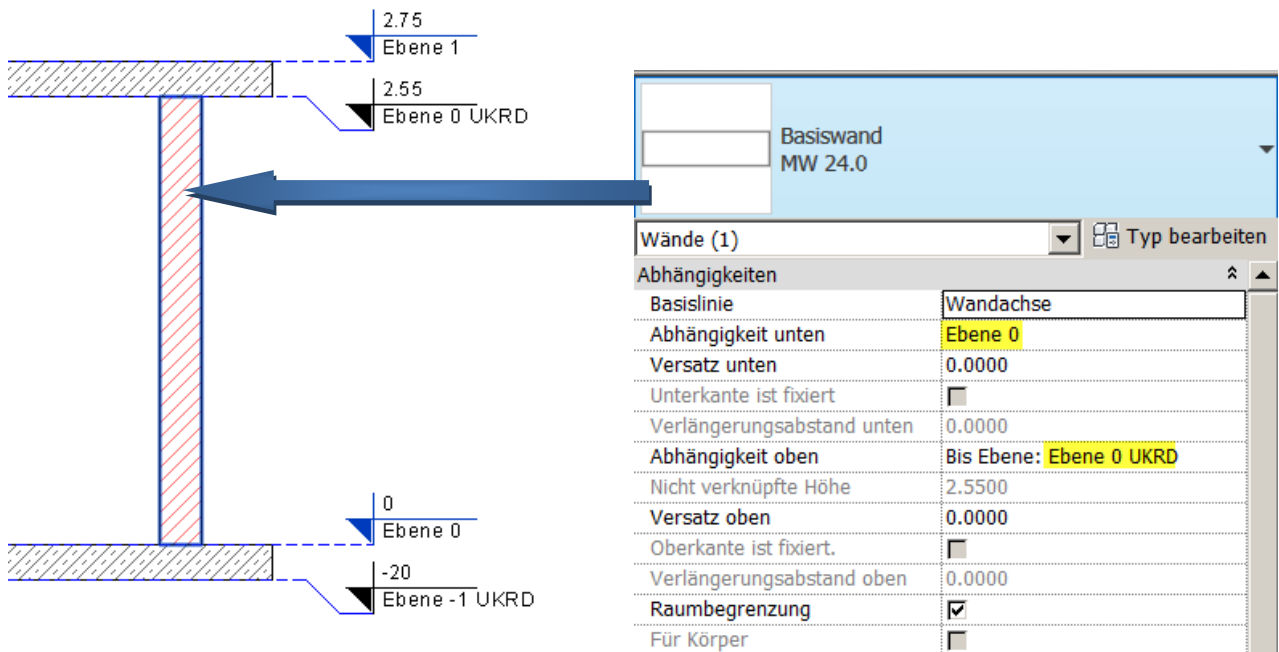 2.75
Ebene 1
2.55
Ebene 0 UKRD
0
Ebene 0
-20
Ebene -1 UKRD
Basiswand
MW 24.0
Wände (1)
Typ bearbeiten
Abhängigkeiten
Basislinie Wandachse
Abhängigkeit unten Ebene 0
Versatz unten 0.0000
Unterkante ist fixiert
Verlängerungsabstand unten 0.0000
Abhängigkeit oben Bis Ebene: Ebene 0 UKRD
Nicht verknüpfte Höhe 2.5500
Versatz oben 0.0000
Oberkante ist fixiert.
Verlängerungsabstand oben 0.0000
Raumbegrenzung
Für Körper